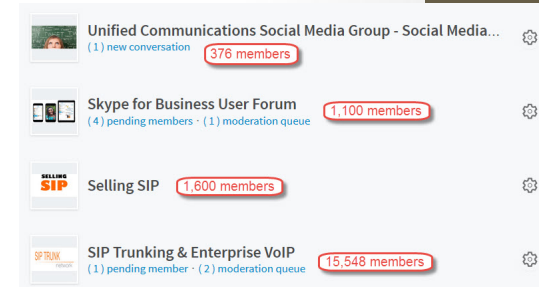 Unified Communications Social Media Group - Social Media...
(1) new conversation
376 members
Skype for Business User Forum
1,100 members
(4) pending members · (1) moderation queue
SELLING
SIP
Selling SIP
1,600 members
SIP TRUNK
SIP Trunking & Enterprise VoIP
(1) pending member · (2) moderation queue
15,548 members